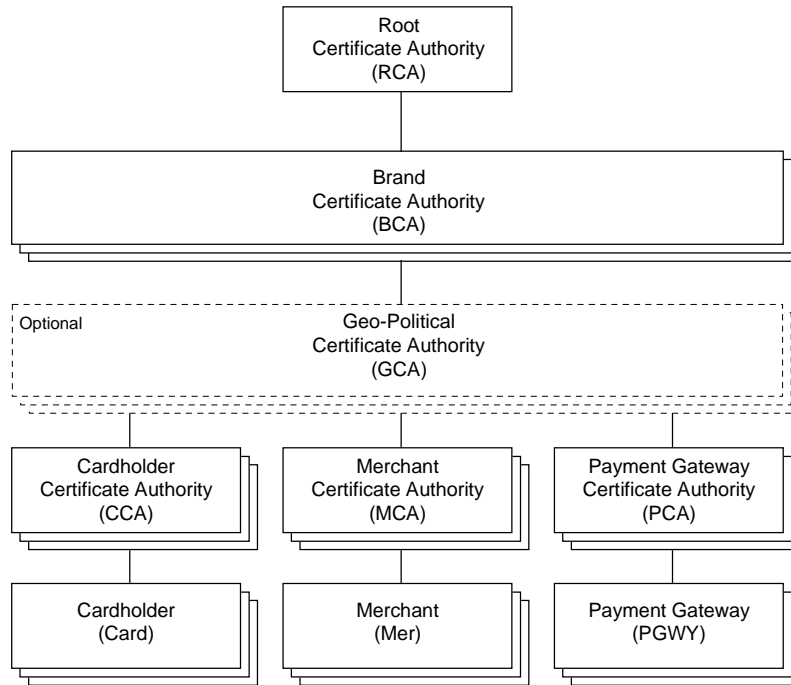 Root
Certificate Authority
(RCA)
Brand
Certificate Authority
(BCA)
Optional
Geo-Political
Certificate Authority
(GCA)
Cardholder
Certificate Authority
(CCA)
Merchant
Certificate Authority
(MCA)
Payment Gateway
Certificate Authority
(PCA)
Cardholder
(Card)
Merchant
(Mer)
Payment Gateway
(PGWY)